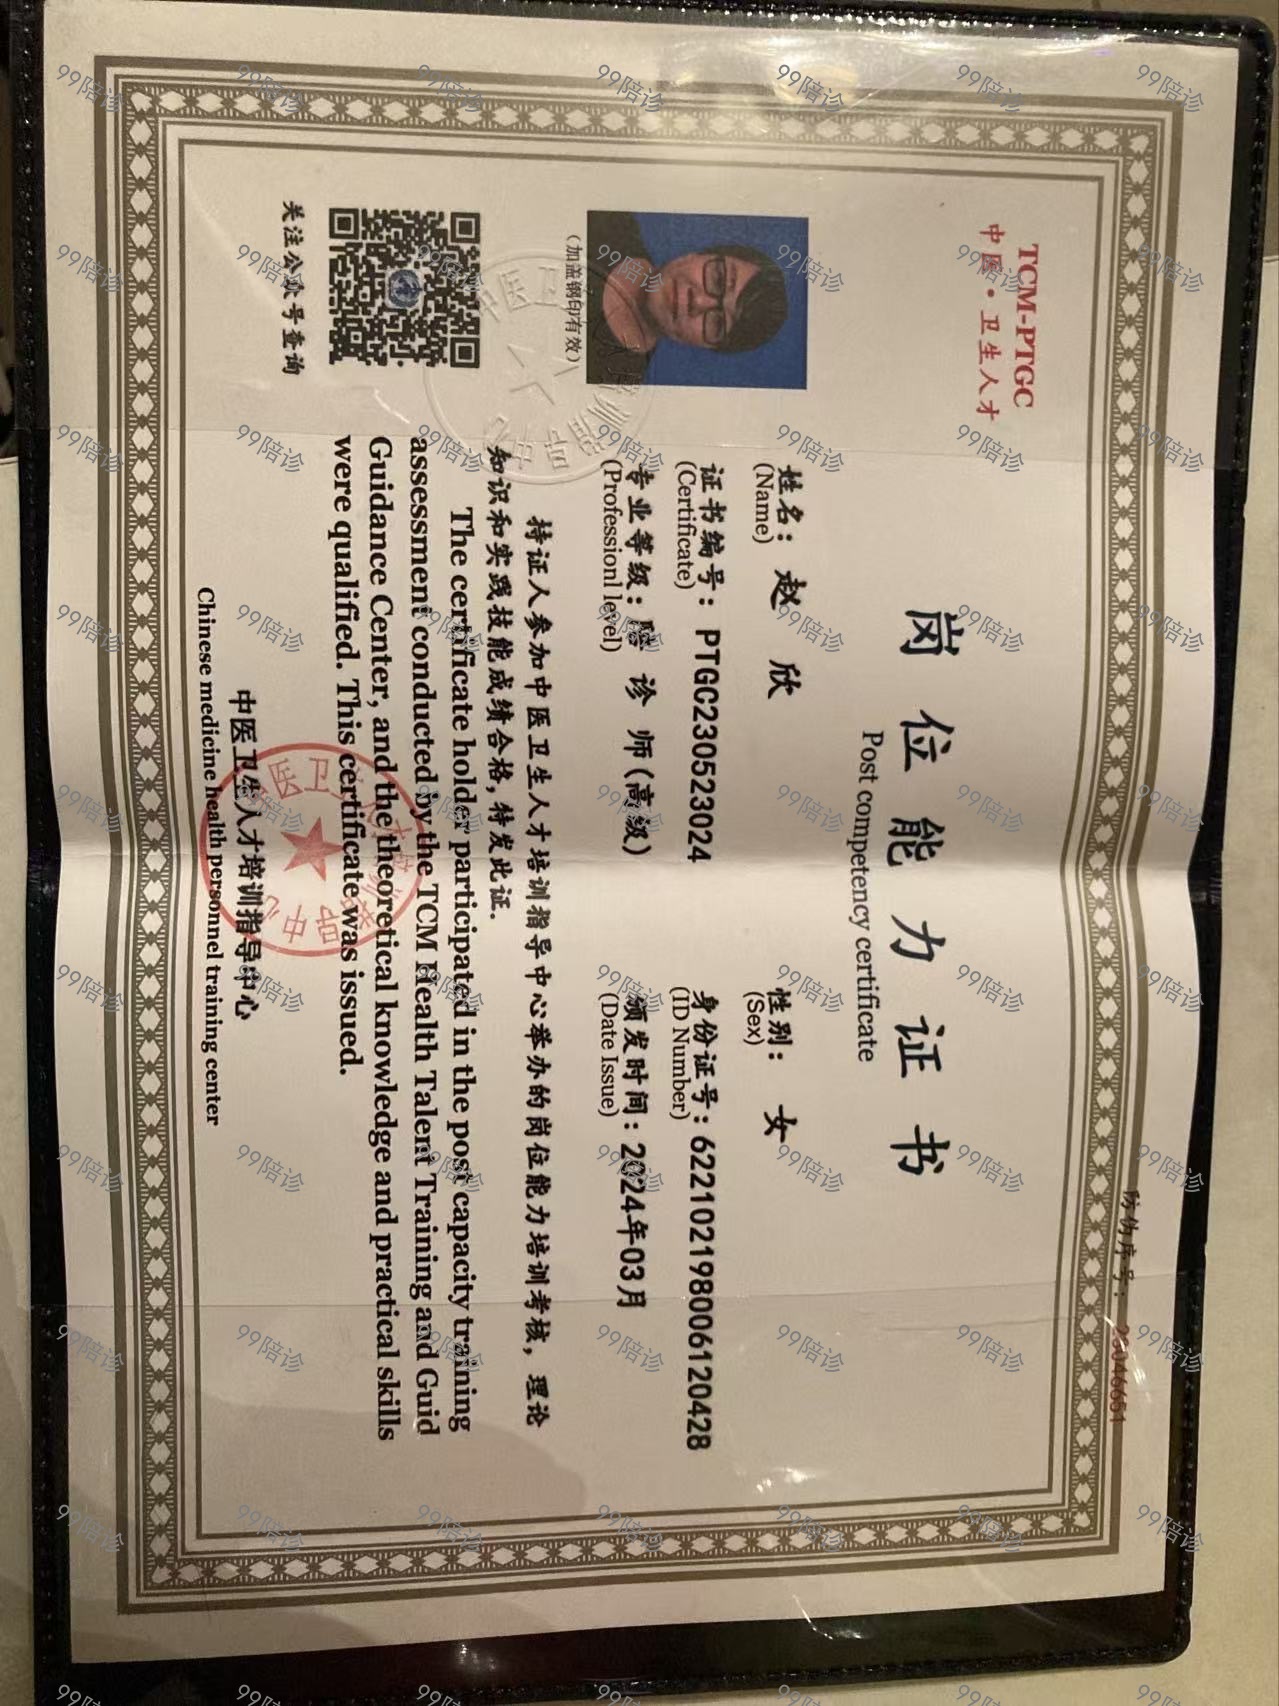 防伪序号：23046651
TCM-PTGC
中医·卫生人才
岗位能力证书
Post competency certificate
姓名：赵欣
(Name)
性别：女
(Sex)
证书编号：PTGC230523024
(Certificate)
身份证号：622102198006120428
(ID Number)
专业等级：陪诊师(高级)
(Professionl level)
颁发时间：2024年03月
(Date Issue)
(加盖钢印有效)
持证人参加中医卫生人才培训指导中心举办的岗位能力培训考核，理论
知识和实践技能成绩合格，特发此证.
The certificate holder participated in the post capacity training
assessment conducted by the TCM Health Talent Training and Guid
Guidance Center, and the theoretical knowledge and practical skills
were qualified. This certificate was issued.
关注公众号查询
中医卫生人才培训指导中心
Chinese medicine health personnel training center
99陪诊